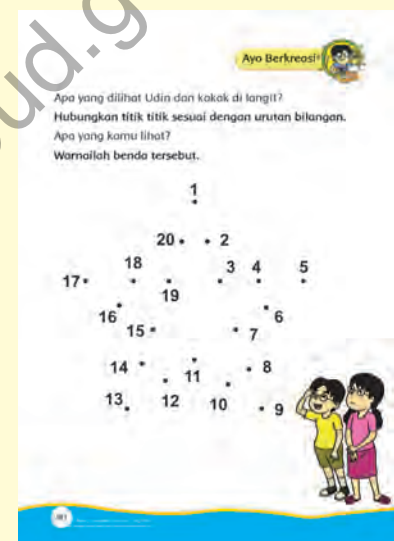 ud.g
Ayo Berkreasi
Apa yang dilihat Udin dan kakak di langit?
Hubungkan titik titik sesuai dengan urutan bilangan.
Apa yang kamu lihat?
Warnailah benda tersebut.
1
20 2
18 3 4 5
17
19
16 6
15 7
14 8
11
13 12 10 9